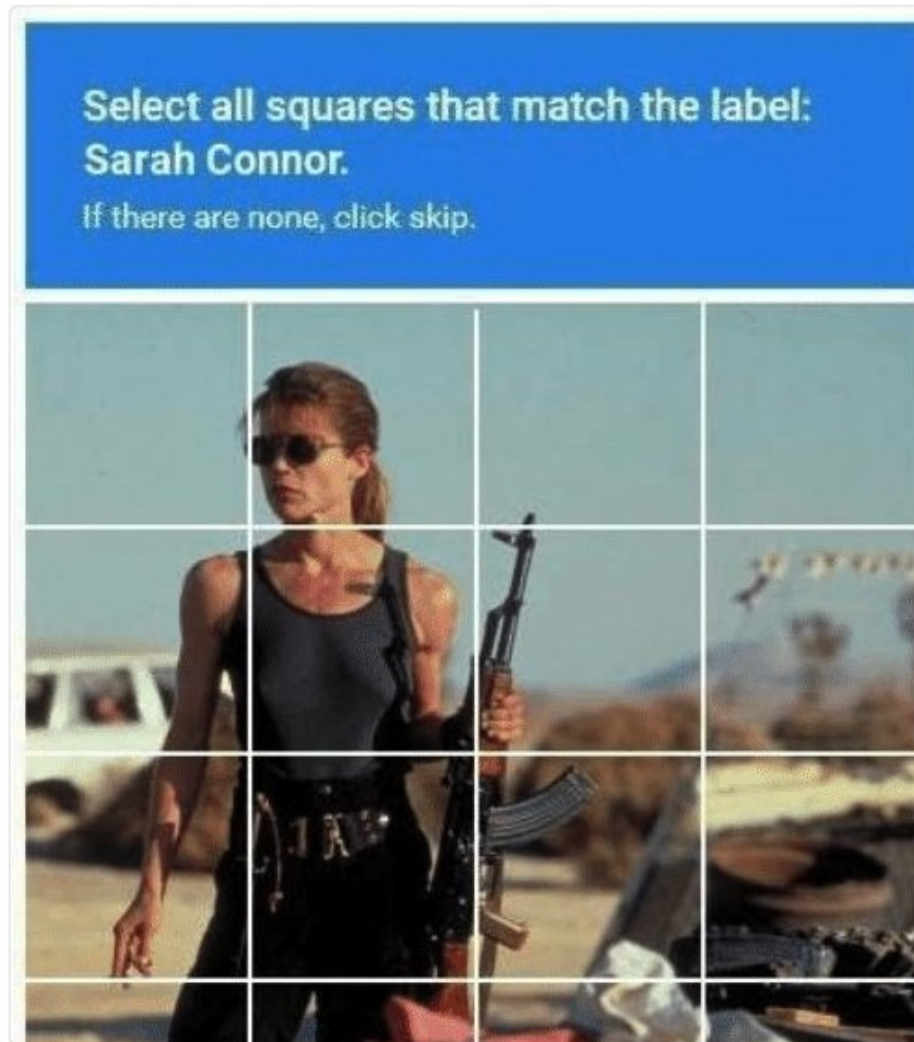 Select all squares that match the label:
Sarah Connor.
If there are none, click skip.